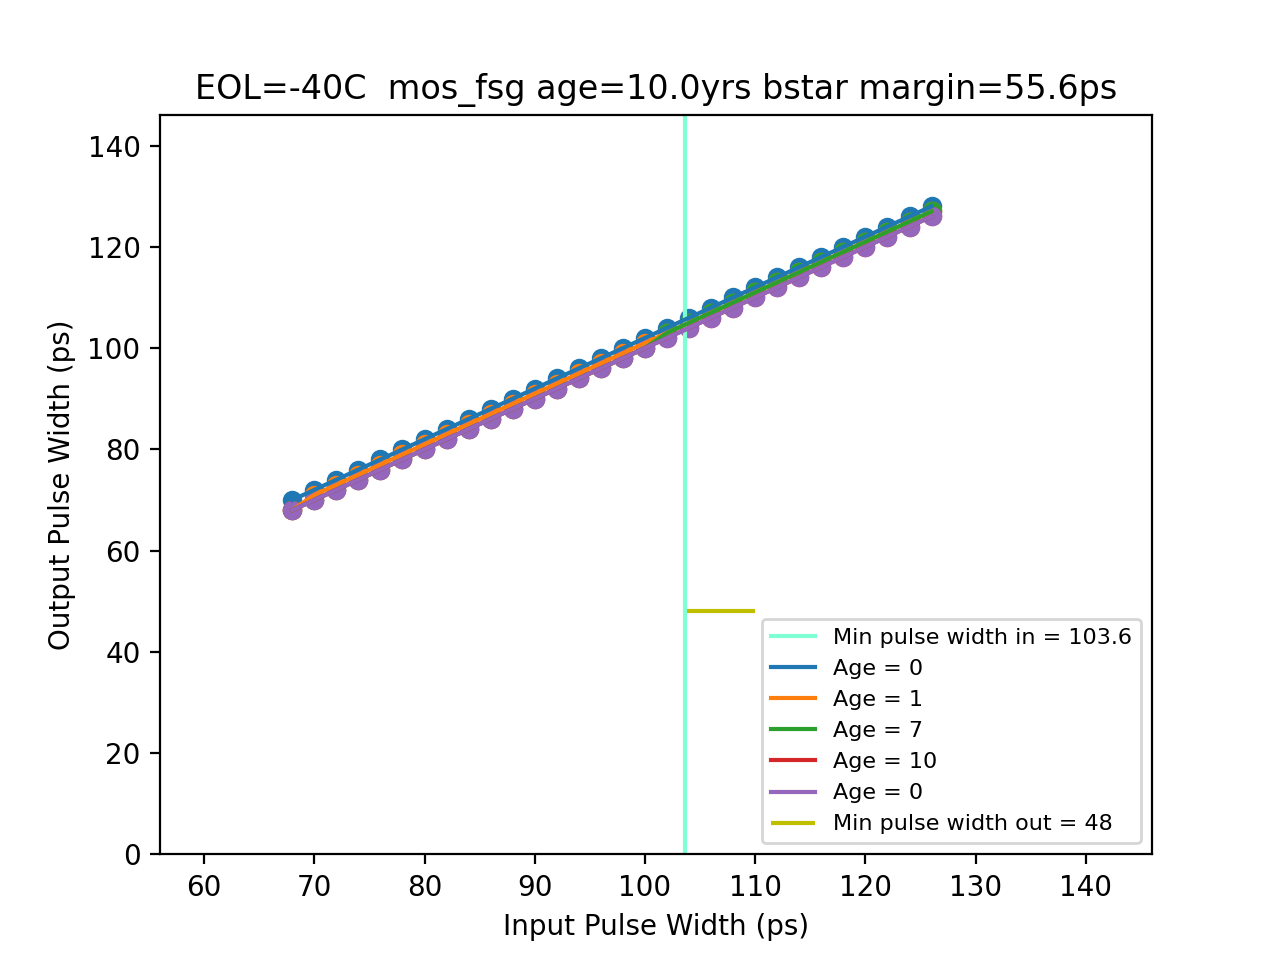 EOL=-40C  mos_fsg age=10.0yrs bstar margin=55.6ps
140
120
100
80
60
40
20
0
Output Pulse Width (ps)
Min pulse width in = 103.6
Age = 0
Age = 1
Age = 7
Age = 10
Age = 0
Min pulse width out = 48
60 70 80 90 100 110 120 130 140
Input Pulse Width (ps)